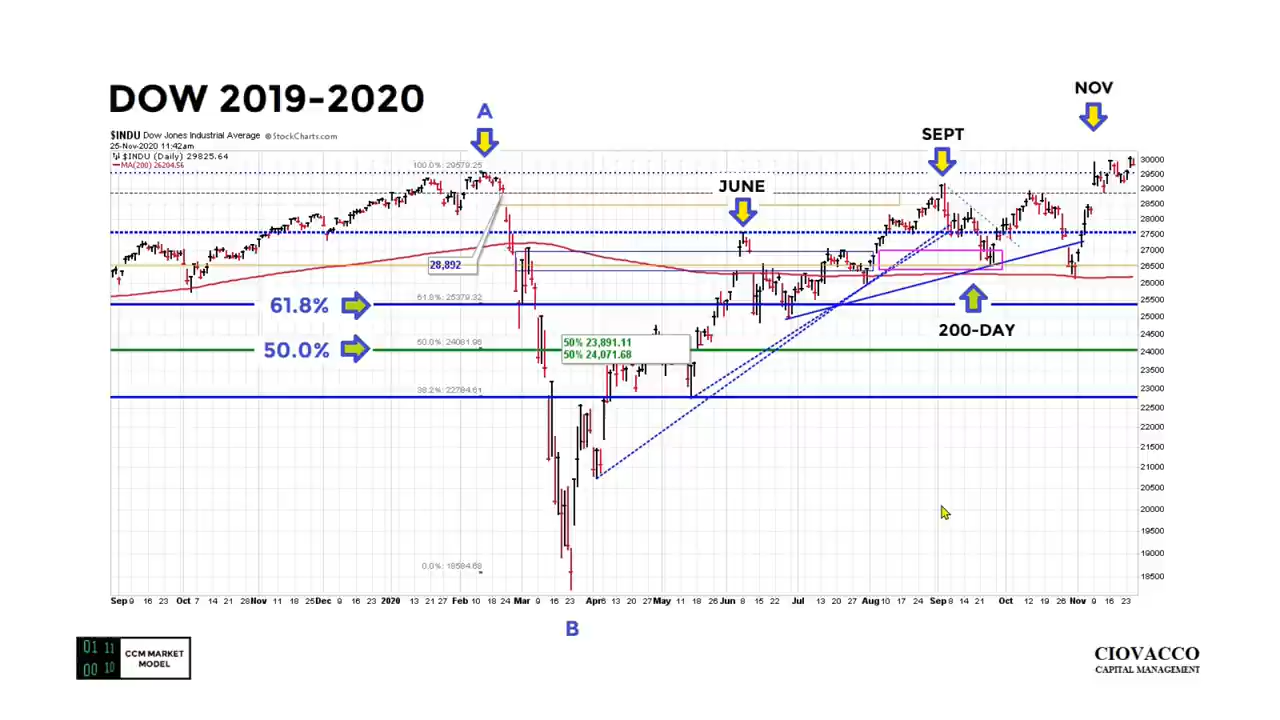 DOW 2019-2020
A
NOV
SEPT
JUNE
$INDU Dow Jones Industrial Average @StockCharts.com
25-Nov-2020 11:42am
$INDU (Daily) 29825.64
MA(200) 26204.56
100.0%: 29579.25
30000
29500
29000
28500
28000
27500
27000
26500
26000
25500
25000
24500
24000
23500
23000
22500
22000
21500
21000
20500
20000
19500
19000
18500
28,892
61.8%
61.8%: 25379.32
50.0%
50.0%: 24081.96
50% 23,891.11
50% 24,071.68
38.2%: 22784.61
200-DAY
0.0%: 18584.68
Sep 9 16 23 Oct 7 14 21 28 Nov 11 18 25 Dec 9 16 23 2020 13 21 27 Feb 10 18 24 Mar 9 16 23 Apr 6 13 20 27 May 11 18 26 Jun 8 15 22 Jul 13 20 27 Aug 10 17 24 Sep 8 14 21 Oct 12 19 26 Nov 9 16 23
B
01 11
00 10
CCM MARKET
MODEL
CIOVACCO
CAPITAL MANAGEMENT